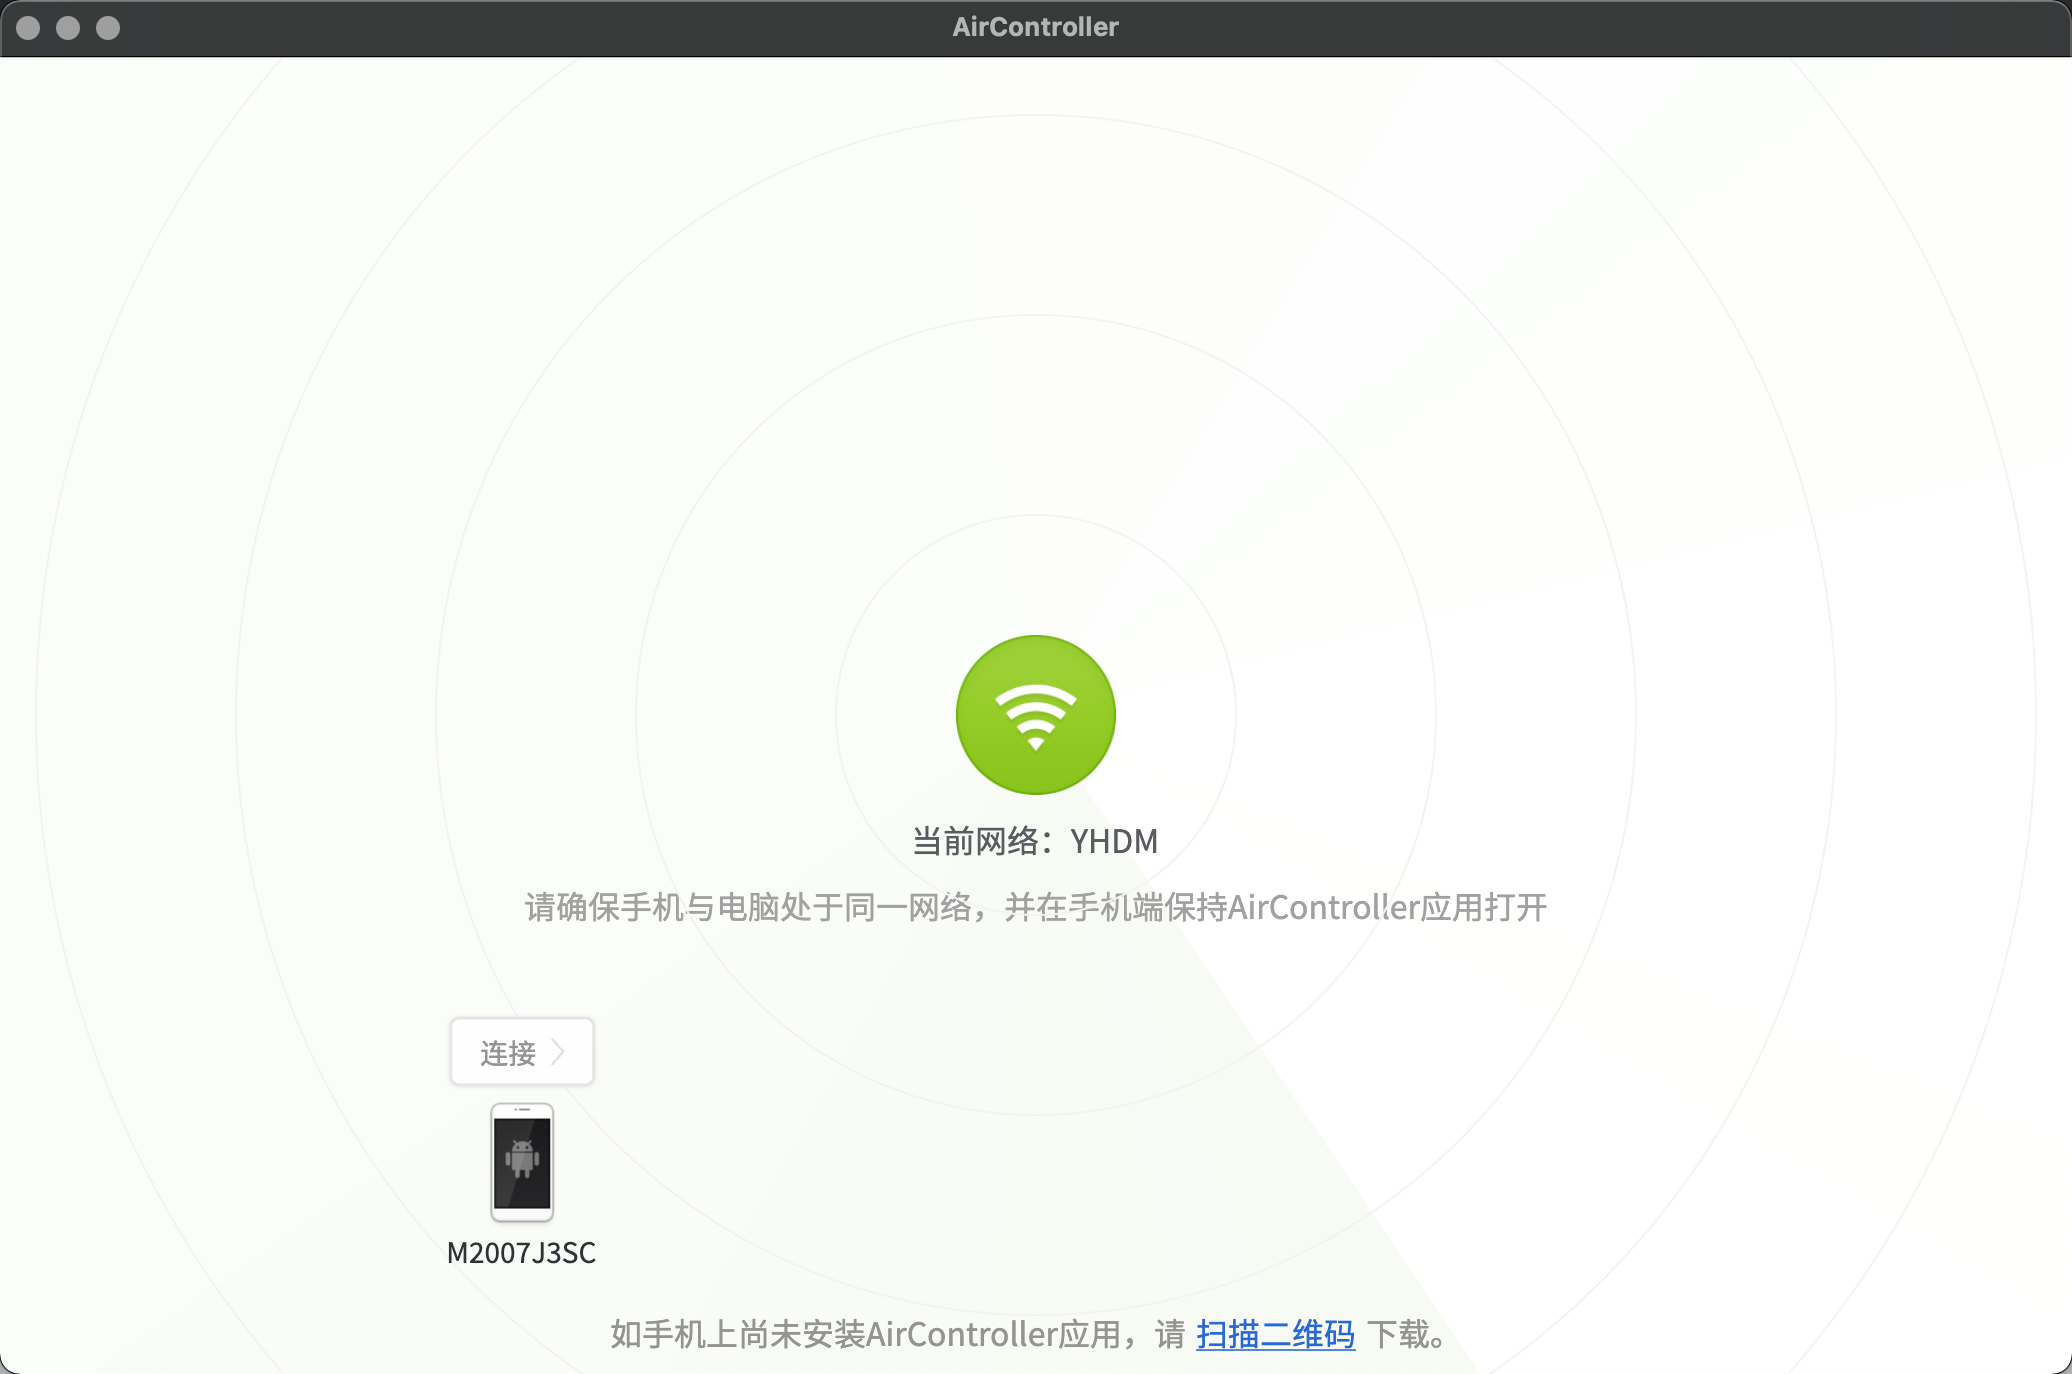 AirController
当前网络：YHDM
请确保手机与电脑处于同一网络，并在手机端保持AirController应用打开
连接
M2007J3SC
如手机上尚未安装AirController应用，请 扫描二维码 下载。